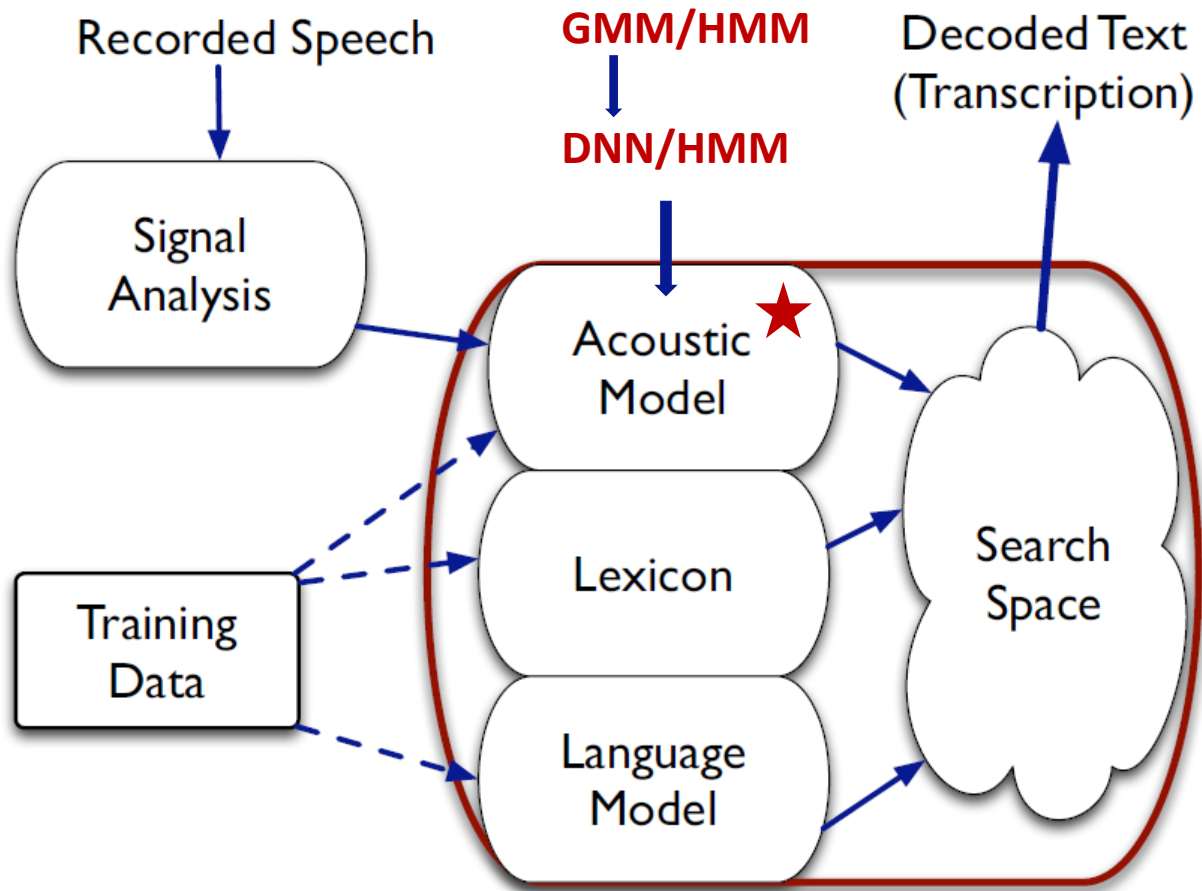 Recorded Speech
GMM/HMM
Decoded Text
(Transcription)
DNN/HMM
Signal
Analysis
Acoustic
Model
Lexicon
Search
Space
Training
Data
Language
Model